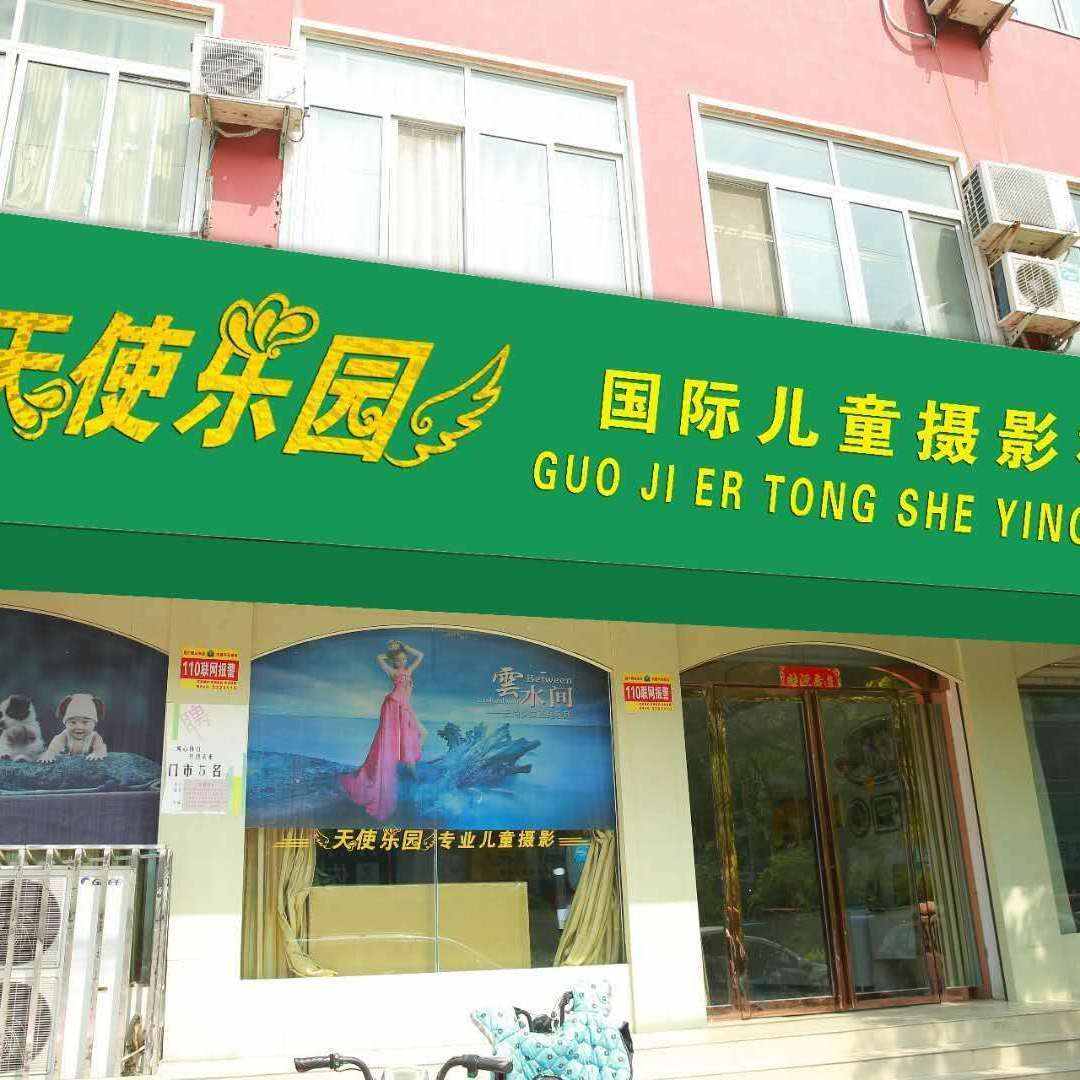 天使乐园
国际儿童摄影
GUO JI ER TONG SHE YING
110联网报警
雲水间
Between
110联网报警
门市5名
天使乐园 专业儿童摄影